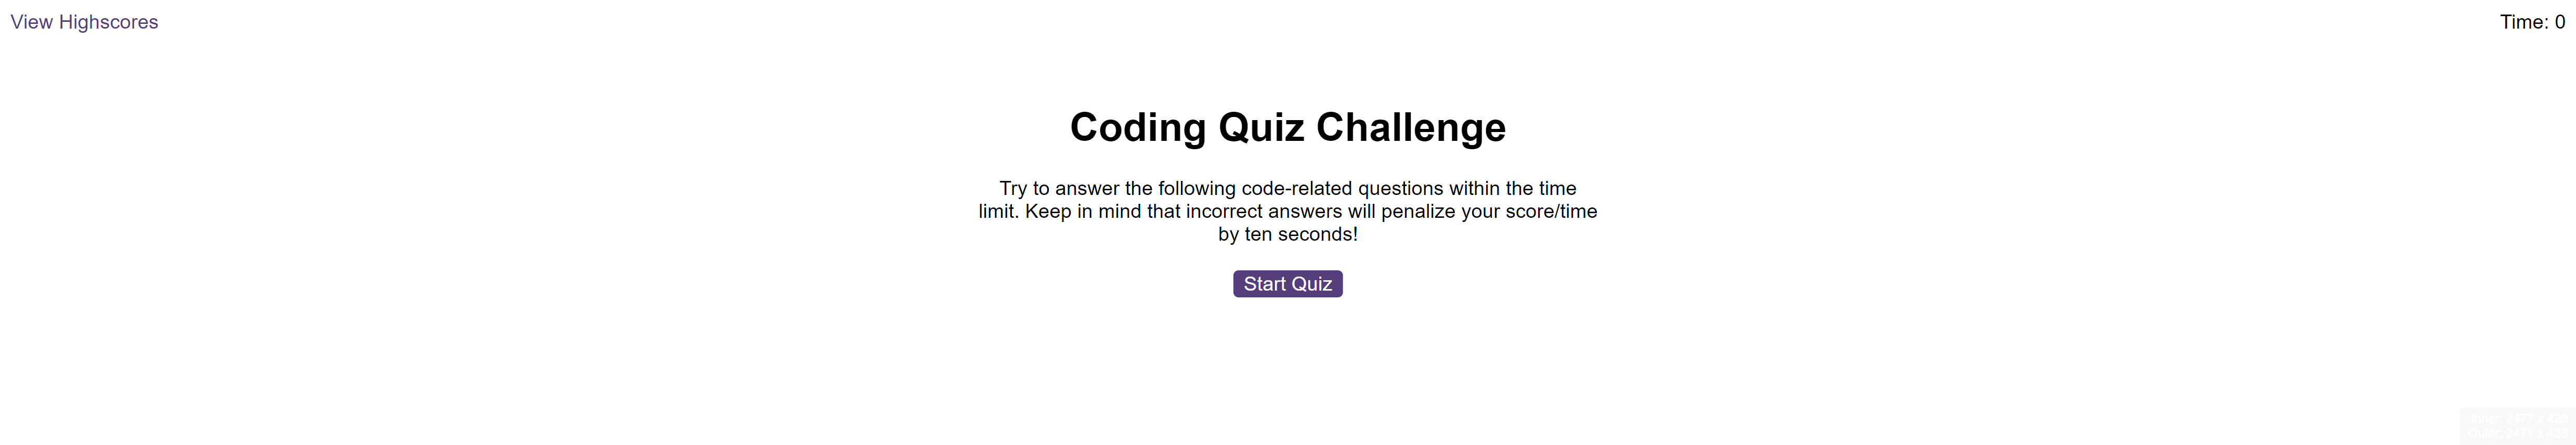 View Highscores
Time: 0
Coding Quiz Challenge
Try to answer the following code-related questions within the time
limit. Keep in mind that incorrect answers will penalize your score/time
by ten seconds!
Start Quiz